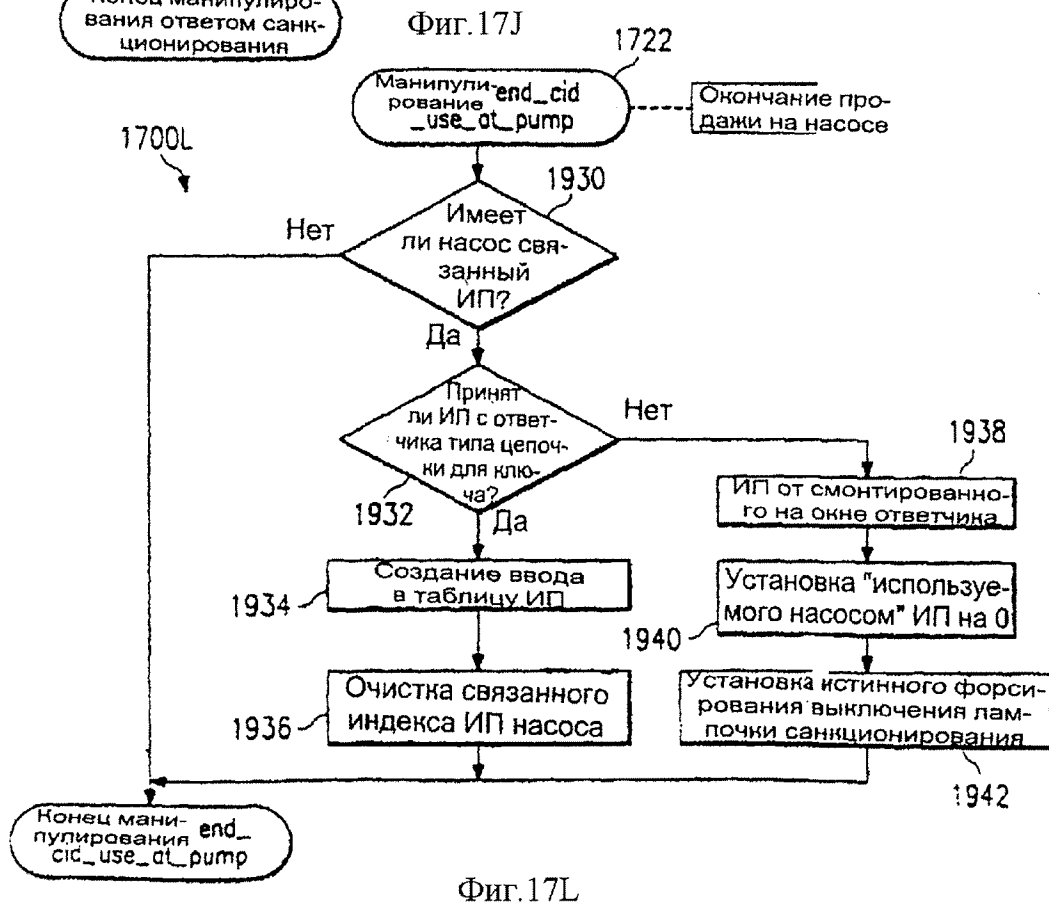 Конец манипулиро-
вания ответом санк-
ционирования
Фиг.17J
1722
Манипули-
рование end_cid
_use_at_pump
Окончание про-
дажи на насосе
1700L
1930
Имеет
ли насос свя-
занный
ИП?
Нет
Да
Принят
ли ИП с ответ-
чика типа цепоч-
ки для клю-
ча?
Нет
1932
Да
1938
ИП от смонтированно-
го на окне ответчика
Создание ввода
в таблицу ИП
1934
Установка "используе-
мого насосом" ИП на 0
1940
Очистка связанного
индекса ИП насоса
1936
Установка истинного форси-
рования выключения лам-
почки санкционирования
1942
Конец мани-
пулирования end_
cid_use_at_pump
Фиг.17L